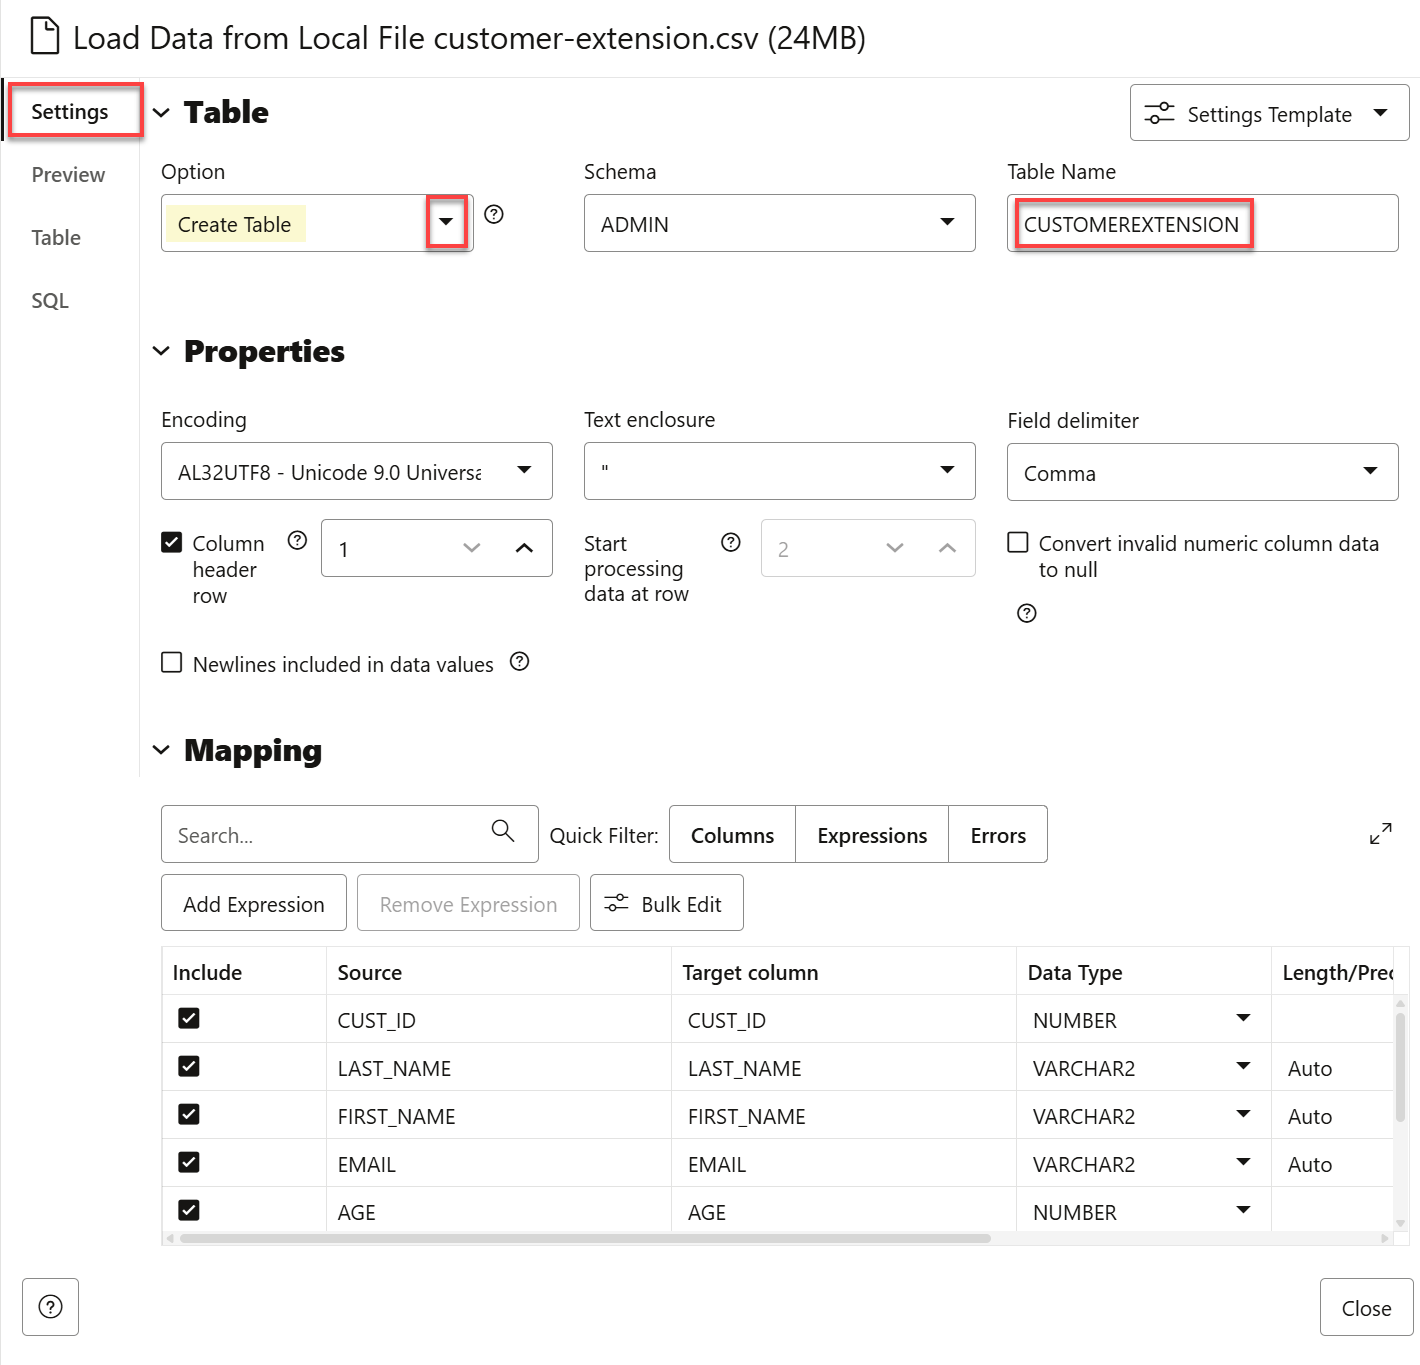 Load Data from Local File customer-extension.csv (24MB)
Settings
Preview
Table
SQL
Table
Settings Template
Option
Schema
Table Name
Create Table
ADMIN
CUSTOMEREXTENSION
Properties
Encoding
Text enclosure
Field delimiter
AL32UTF8 - Unicode 9.0 Universa
"
Comma
Column
header
row
1
Start
processing
data at row
2
Convert invalid numeric column data
to null
Newlines included in data values
Mapping
Search...
Quick Filter:
Columns
Expressions
Errors
Add Expression
Remove Expression
Bulk Edit
Include Source Target column Data Type Length/Prec
CUST_ID CUST_ID NUMBER
LAST_NAME LAST_NAME VARCHAR2 Auto
FIRST_NAME FIRST_NAME VARCHAR2 Auto
EMAIL EMAIL VARCHAR2 Auto
AGE AGE NUMBER
Close